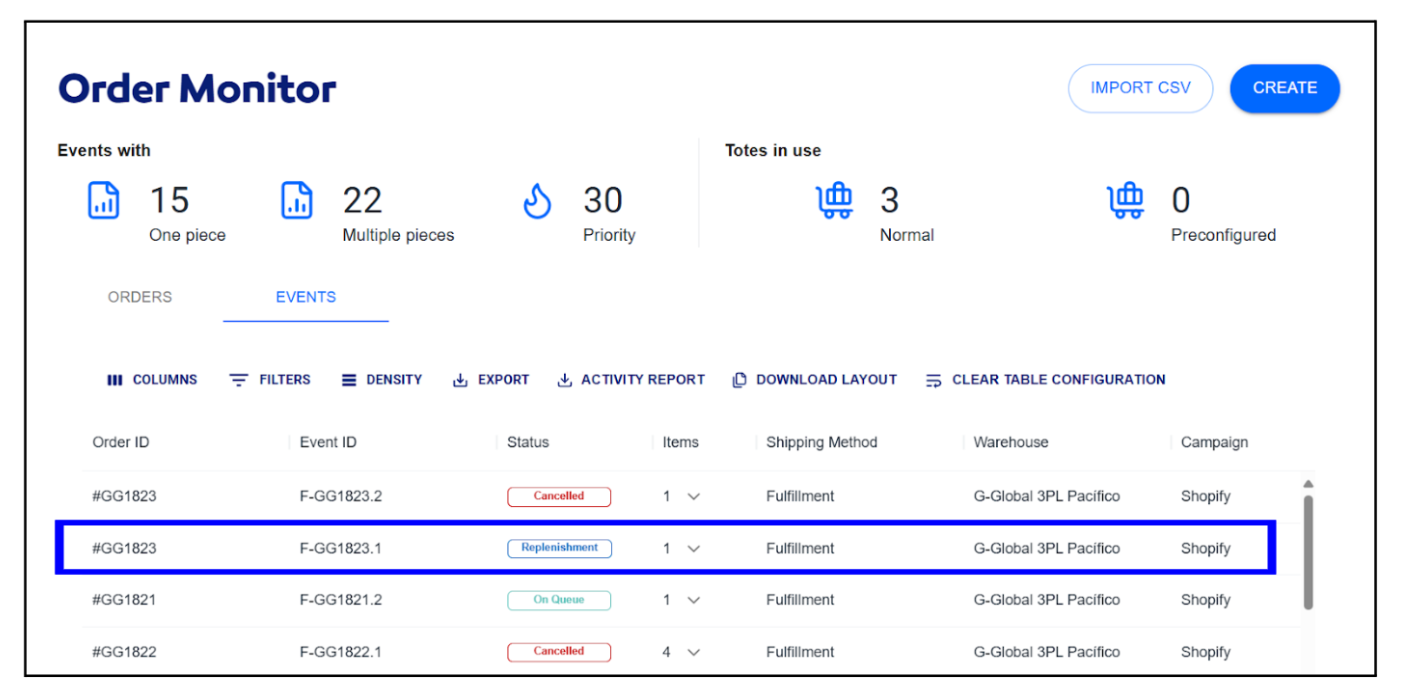 Order Monitor
IMPORT CSV
CREATE
Events with
Totes in use
15
One piece
22
Multiple pieces
30
Priority
3
Normal
0
Preconfigured
ORDERS EVENTS
COLUMNS FILTERS DENSITY EXPORT ACTIVITY REPORT DOWNLOAD LAYOUT CLEAR TABLE CONFIGURATION
Order ID Event ID Status Items Shipping Method Warehouse Campaign
#GG1823 F-GG1823.2 Cancelled 1 Fulfillment G-Global 3PL Pacífico Shopify
#GG1823 F-GG1823.1 Replenishment 1 Fulfillment G-Global 3PL Pacífico Shopify
#GG1821 F-GG1821.2 On Queue 1 Fulfillment G-Global 3PL Pacífico Shopify
#GG1822 F-GG1822.1 Cancelled 4 Fulfillment G-Global 3PL Pacífico Shopify